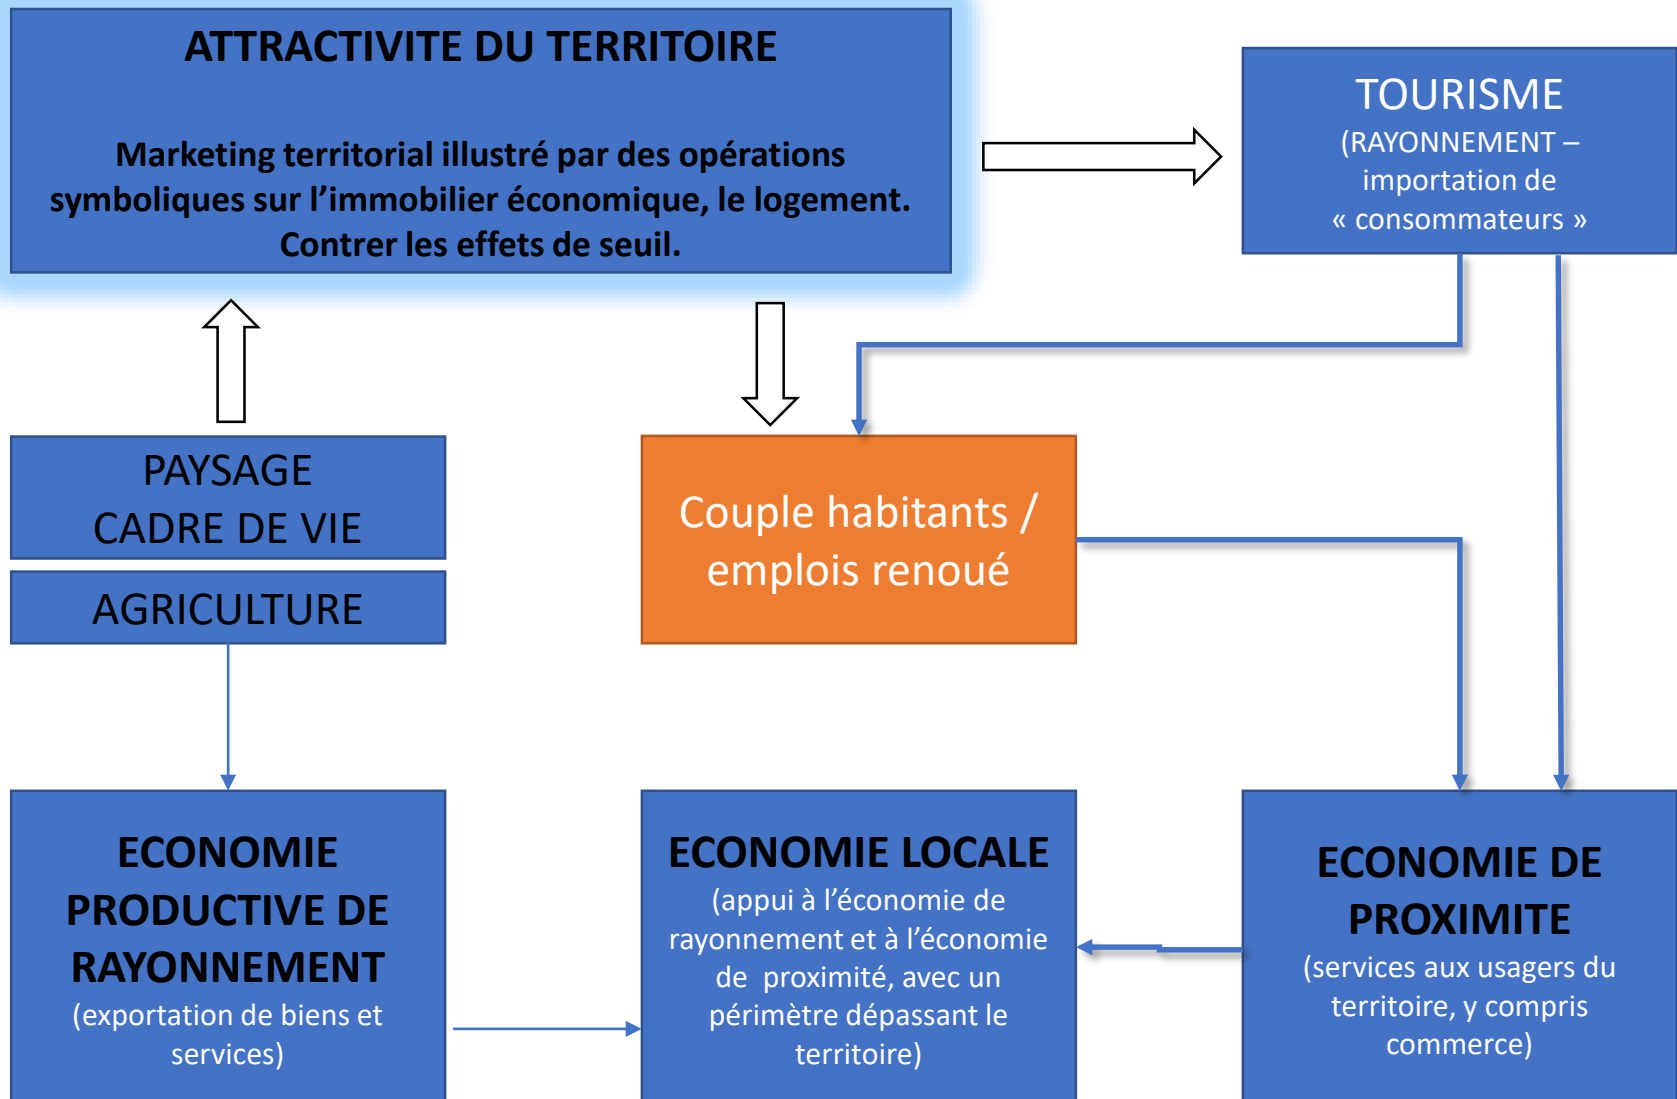 ATTRACTIVITE DU TERRITOIRE
Marketing territorial illustré par des opérations
symboliques sur l’immobilier économique, le logement.
Contrer les effets de seuil.
TOURISME
(RAYONNEMENT –
importation de
« consommateurs »
PAYSAGE
CADRE DE VIE
AGRICULTURE
Couple habitants /
emplois renoué
ECONOMIE
PRODUCTIVE DE
RAYONNEMENT
(exportation de biens et
services)
ECONOMIE LOCALE
(appui à l’économie de
rayonnement et à l’économie
de proximité, avec un
périmètre dépassant le
territoire)
ECONOMIE DE
PROXIMITE
(services aux usagers du
territoire, y compris
commerce)